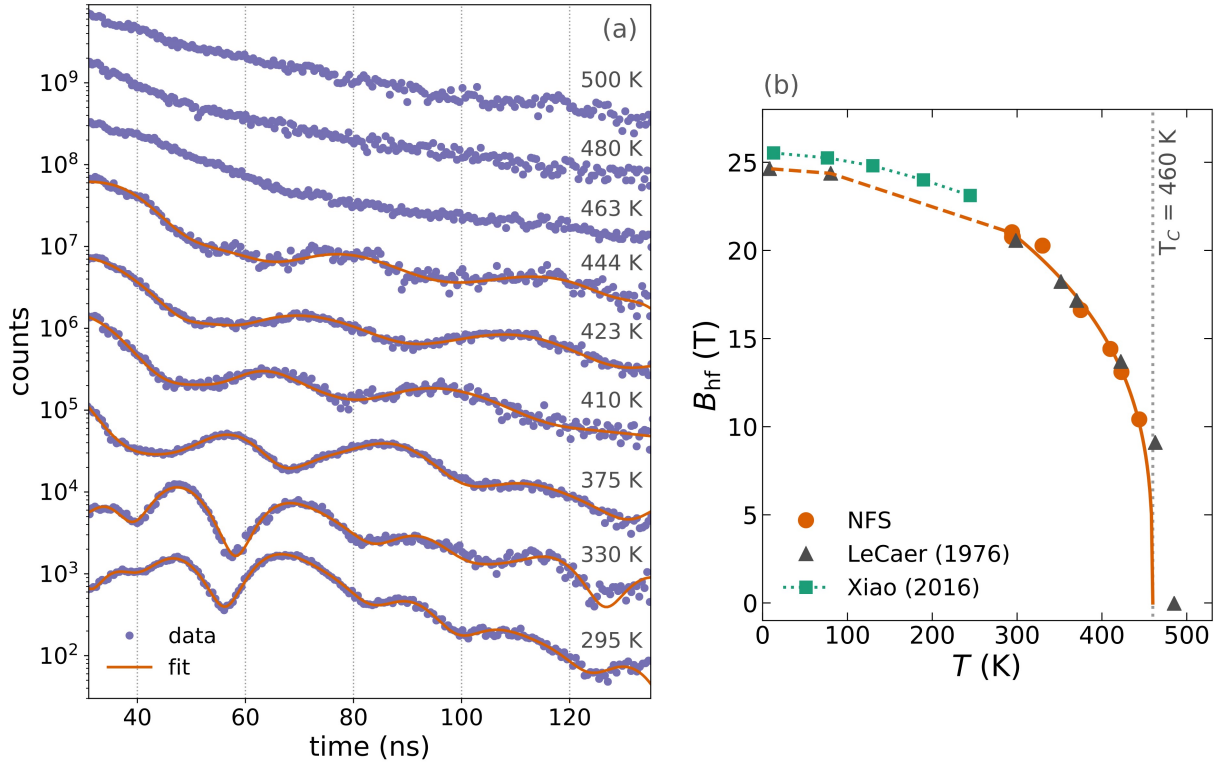 (a)
500 K
480 K
463 K
444 K
423 K
410 K
375 K
330 K
295 K
10⁹
10⁸
10⁷
10⁶
10⁵
10⁴
10³
10²
counts
data
fit
40 60 80 100 120
time (ns)
(b)
T_C = 460 K
25
20
15
10
5
0
B_hf (T)
NFS
LeCaer (1976)
Xiao (2016)
0 100 200 300 400 500
T (K)